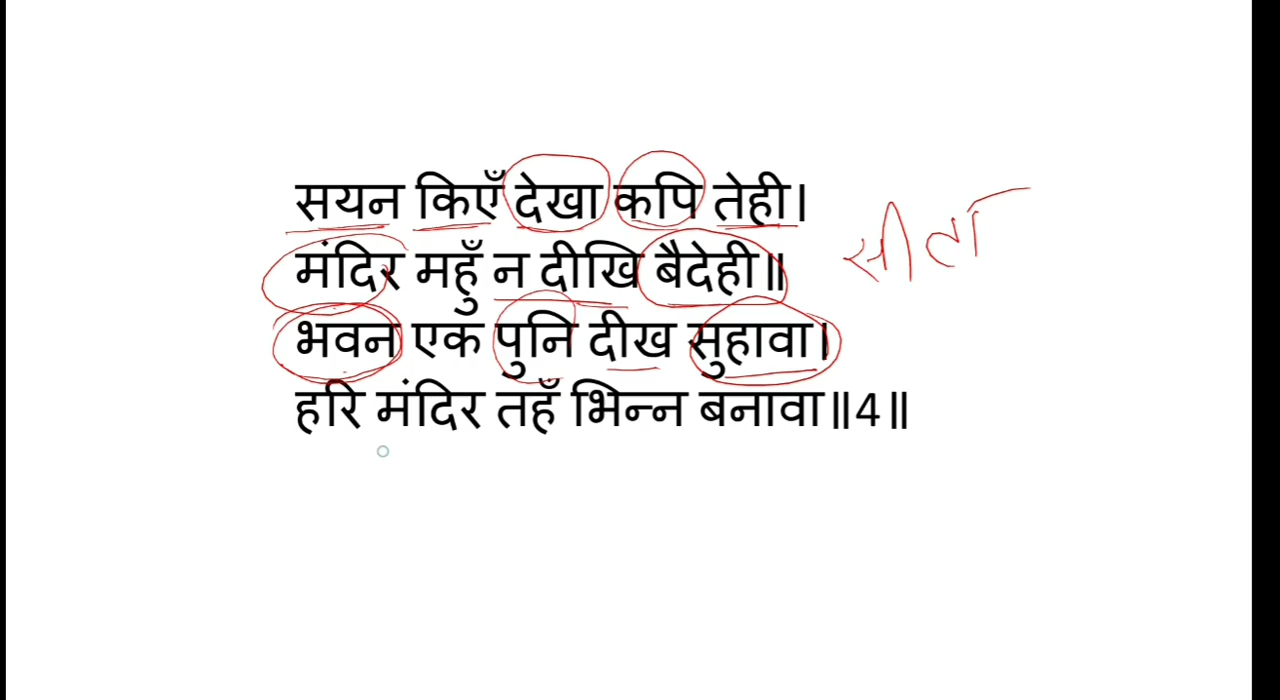 सयन किएँ देखा कपि तेही।
मंदिर महुँ न दीखि बैदेही॥
सीता
भवन एक पुनि दीख सुहावा।
हरि मंदिर तहँ भिन्न बनावा॥4॥